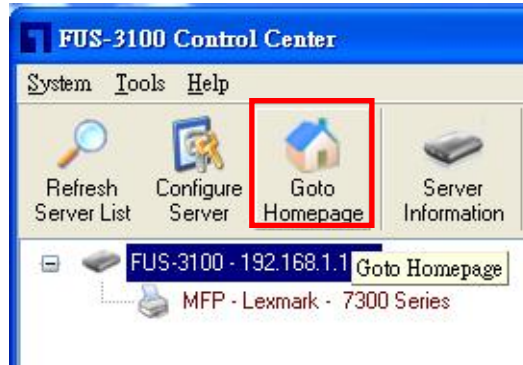 FUS-3100 Control Center
System Tools Help
Refresh Server List
Configure Server
Goto Homepage
Server Information
FUS-3100 - 192.168.1.1
Goto Homepage
MFP - Lexmark - 7300 Series